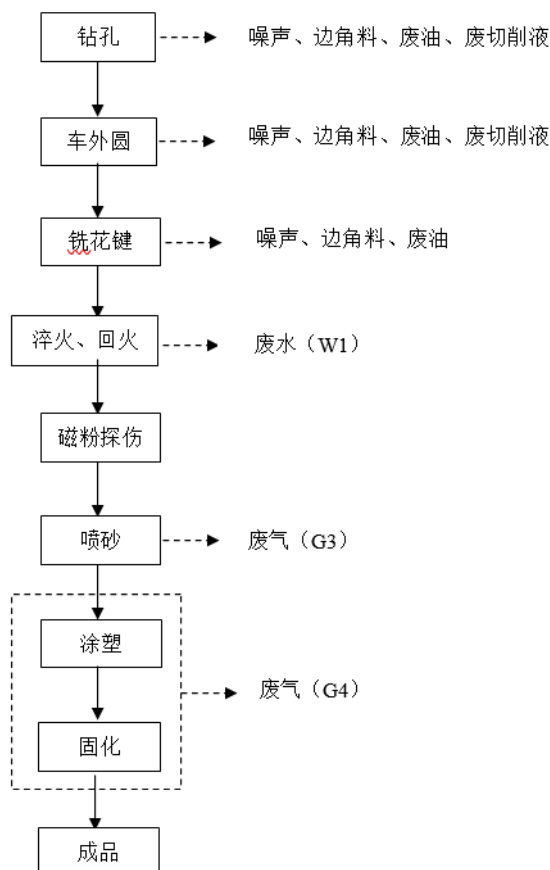 钻孔
噪声、边角料、废油、废切削液
车外圆
噪声、边角料、废油、废切削液
铣花键
噪声、边角料、废油
淬火、回火
废水（W1）
磁粉探伤
喷砂
废气（G3）
涂塑
废气（G4）
固化
成品